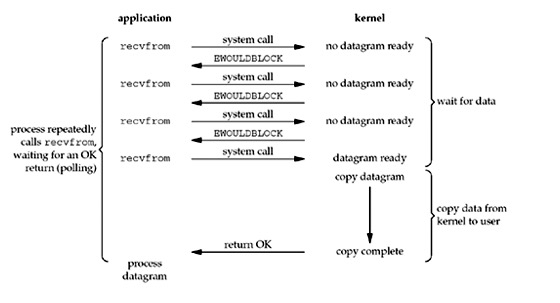 application kernel
recvfrom system call no datagram ready
EWOULDBLOCK
recvfrom system call no datagram ready
EWOULDBLOCK
recvfrom system call no datagram ready
EWOULDBLOCK
recvfrom system call datagram ready
wait for data
process repeatedly
calls recvfrom,
waiting for an OK
return (polling)
copy datagram
copy data from
kernel to user
return OK copy complete
process
datagram